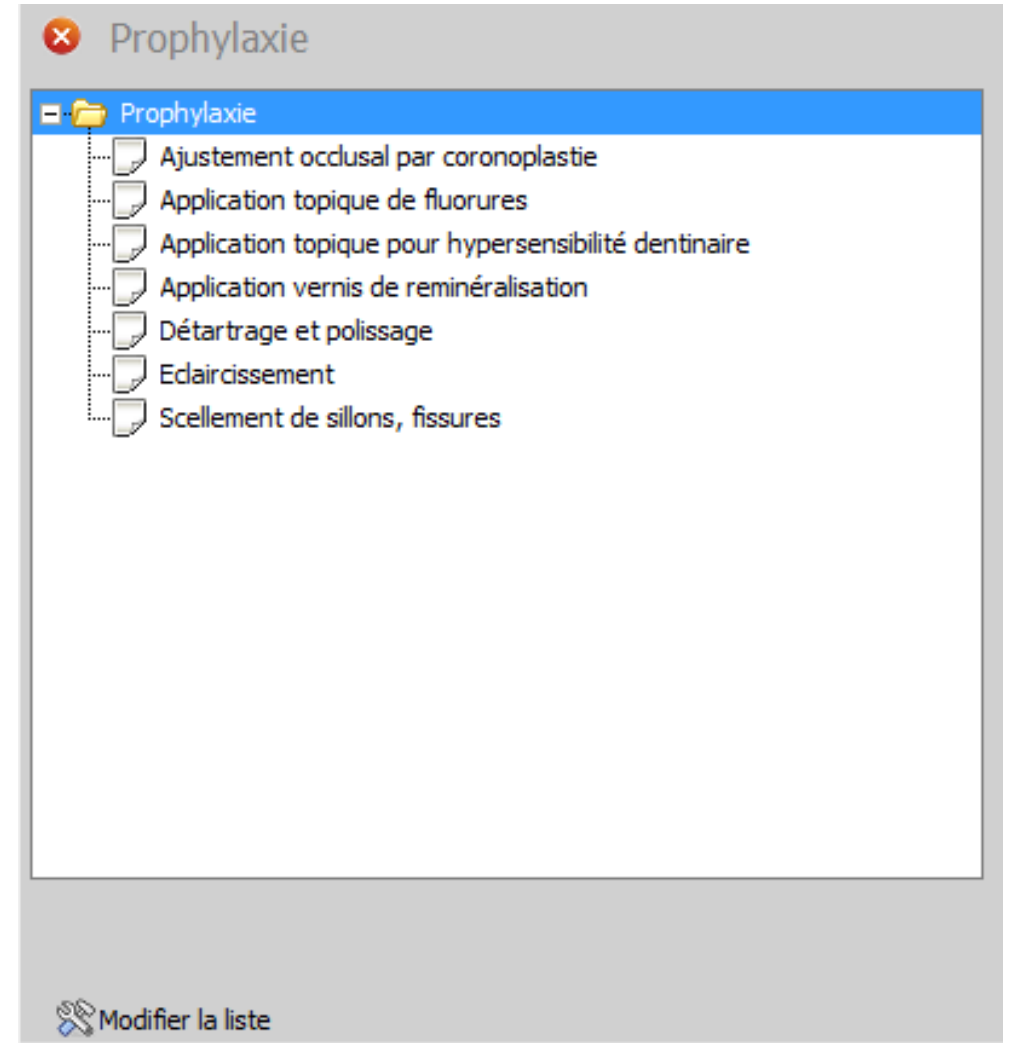 Prophylaxie
Prophylaxie
Ajustement occlusal par coronoplastie
Application topique de fluorures
Application topique pour hypersensibilité dentinaire
Application vernis de reminéralisation
Détartrage et polissage
Eclaircissement
Scellement de sillons, fissures
Modifier la liste